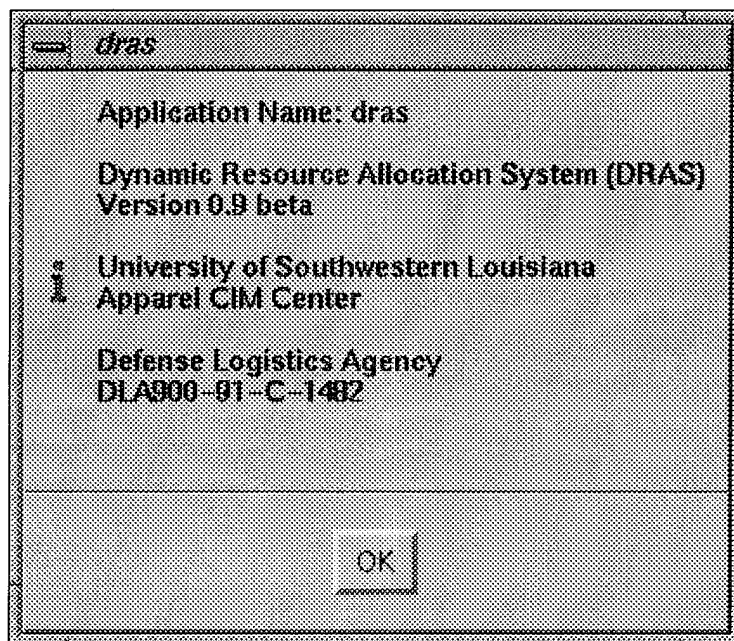 dras
Application Name: dras
Dynamic Resource Allocation System (DRAS)
Version 0.9 beta
University of Southwestern Louisiana
Apparel CIM Center
Defense Logistics Agency
DLA900-91-C-1482
OK